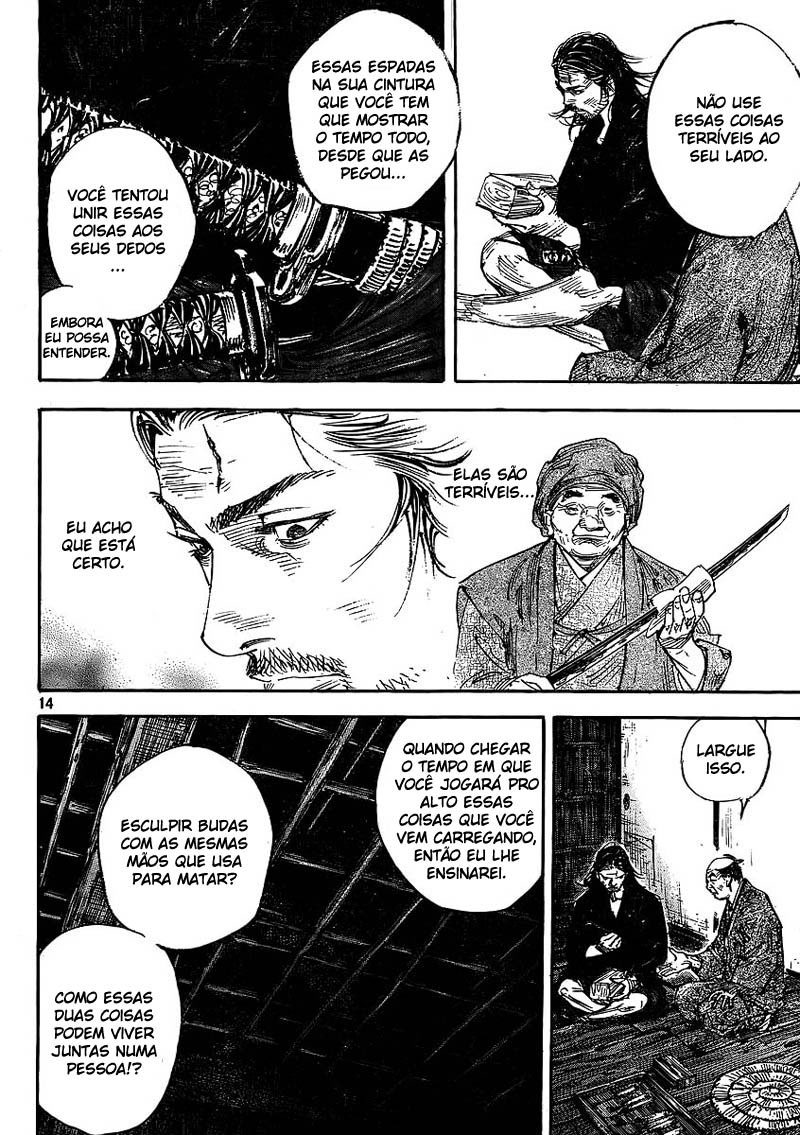 NÃO USE
ESSAS COISAS
TERRÍVEIS AO
SEU LADO.
ESSAS ESPADAS
NA SUA CINTURA
QUE VOCÊ TEM
QUE MOSTRAR
O TEMPO TODO,
DESDE QUE AS
PEGOU...
VOCÊ TENTOU
UNIR ESSAS
COISAS AOS
SEUS DEDOS
...
EMBORA
EU POSSA
ENTENDER.
ELAS SÃO
TERRÍVEIS...
EU ACHO
QUE ESTÁ
CERTO.
14
LARGUE
ISSO.
QUANDO CHEGAR
O TEMPO EM QUE
VOCÊ JOGARÁ PRO
ALTO ESSAS
COISAS QUE VOCÊ
VEM CARREGANDO,
ENTÃO EU LHE
ENSINAREI.
ESCULPIR BUDAS
COM AS MESMAS
MÃOS QUE USA
PARA MATAR?
COMO ESSAS
DUAS COISAS
PODEM VIVER
JUNTAS NUMA
PESSOA!?